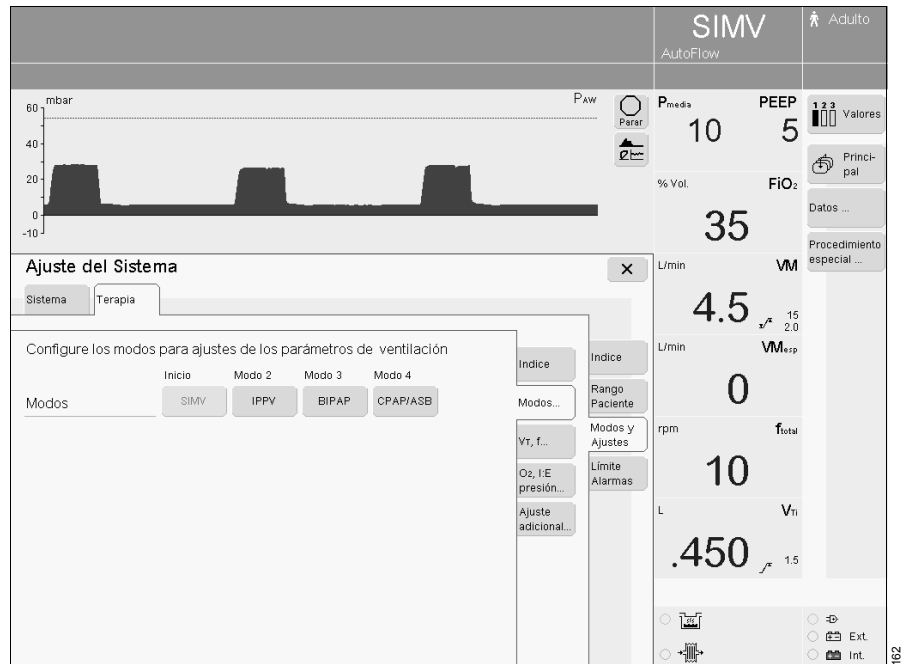 SIMV
AutoFlow
Adulto
mbar
PAW
60
40
20
0
-10
Parar
Pmedia PEEP
10 5
% Vol. FiO₂
35
L/min VM
4.5 15
2.0
L/min VMesp
0
rpm ftotal
10
L VTi
.450 1.5
1 2 3
Valores
Princi-
pal
Datos ...
Procedimiento
especial ...
Ajuste del Sistema
Sistema Terapia
Configure los modos para ajustes de los parámetros de ventilación
Inicio Modo 2 Modo 3 Modo 4
Modos SIMV IPPV BIPAP CPAP/ASB
Indice
Modos...
VT, f...
O2, I:E
presión...
Ajuste
adicional...
Indice
Rango
Paciente
Modos y
Ajustes
Límite
Alarmas
Ext.
Int.
162